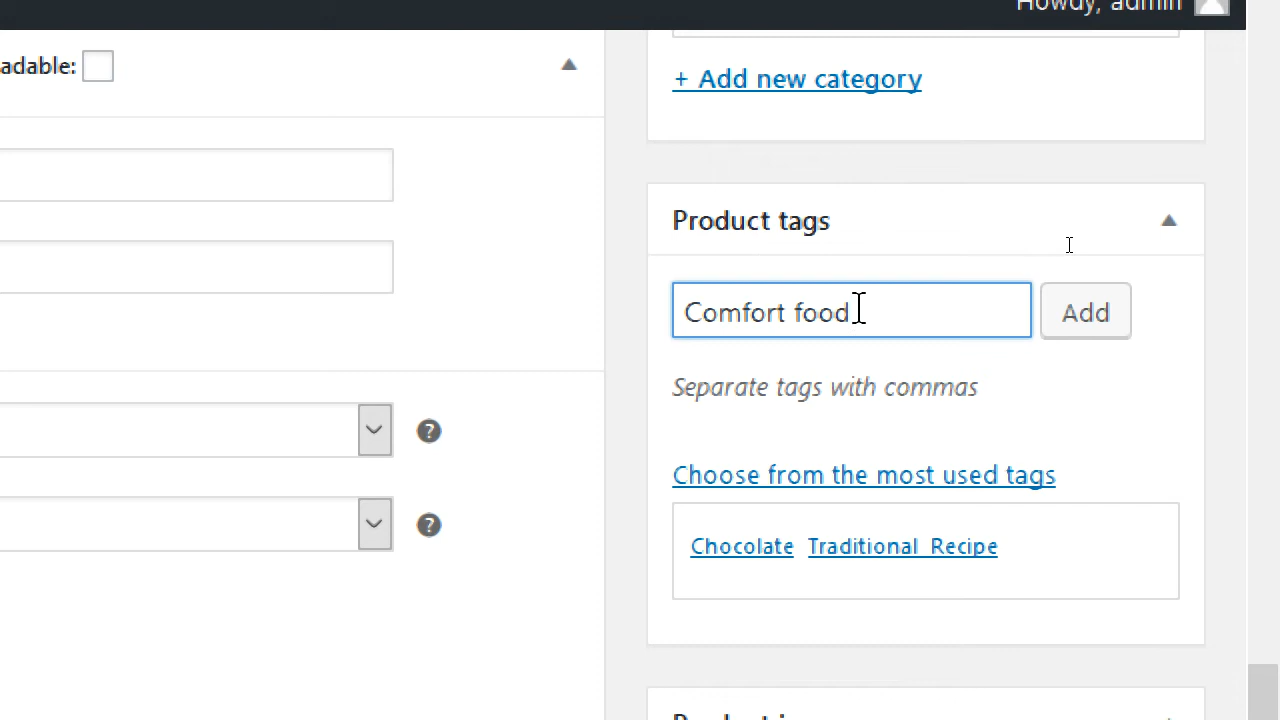 Howdy, admin
adable:
+ Add new category
Product tags
Comfort food
Add
Separate tags with commas
Choose from the most used tags
Chocolate Traditional Recipe
Product